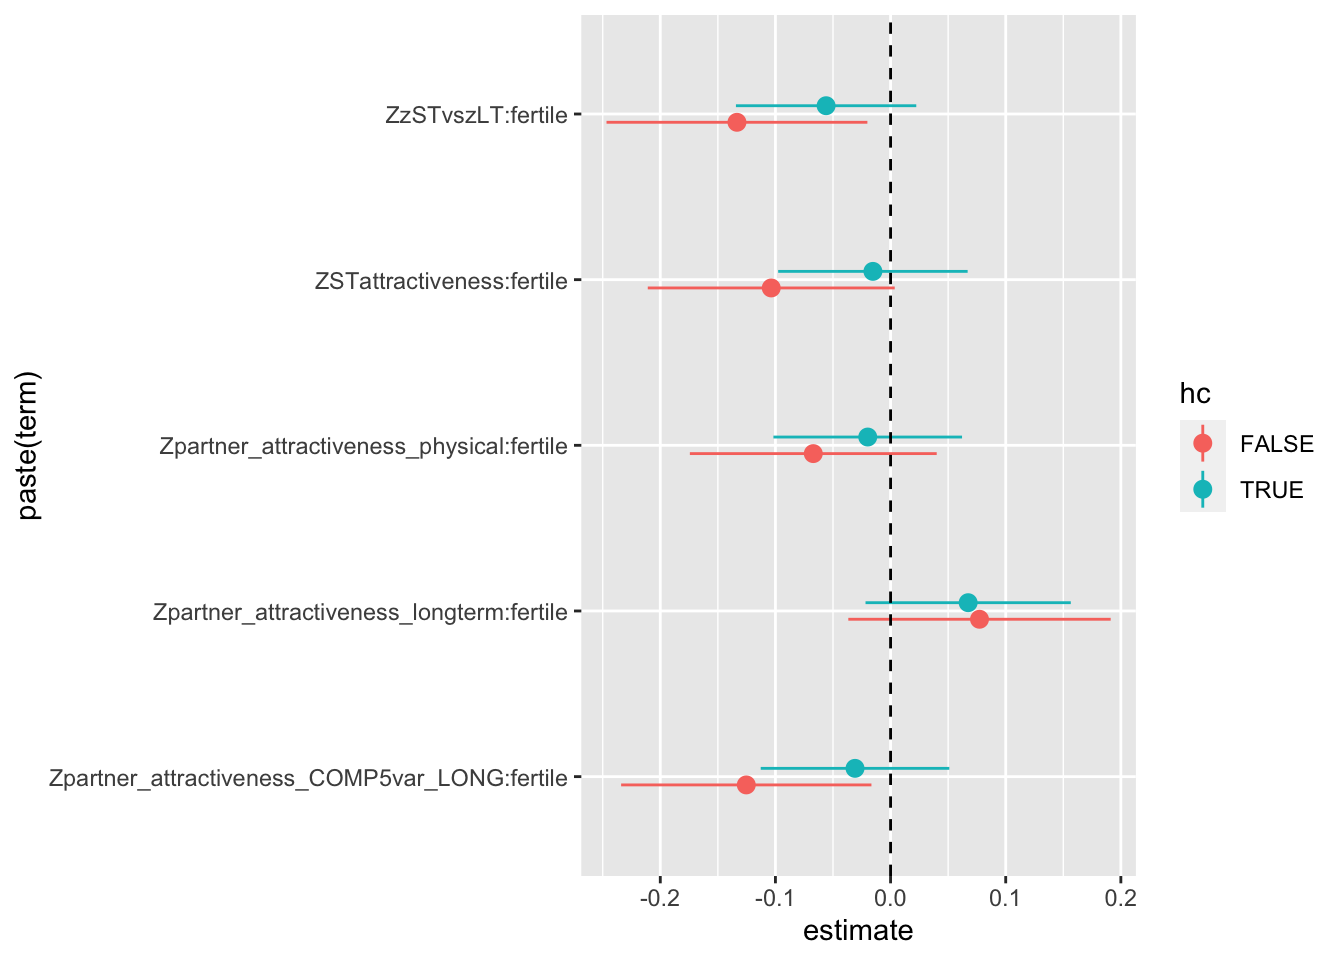 ZzSTvszLT:fertile
ZSTattractiveness:fertile
Zpartner_attractiveness_physical:fertile
Zpartner_attractiveness_longterm:fertile
Zpartner_attractiveness_COMP5var_LONG:fertile
paste(term)
-0.2 -0.1 0.0 0.1 0.2
estimate
hc
FALSE
TRUE